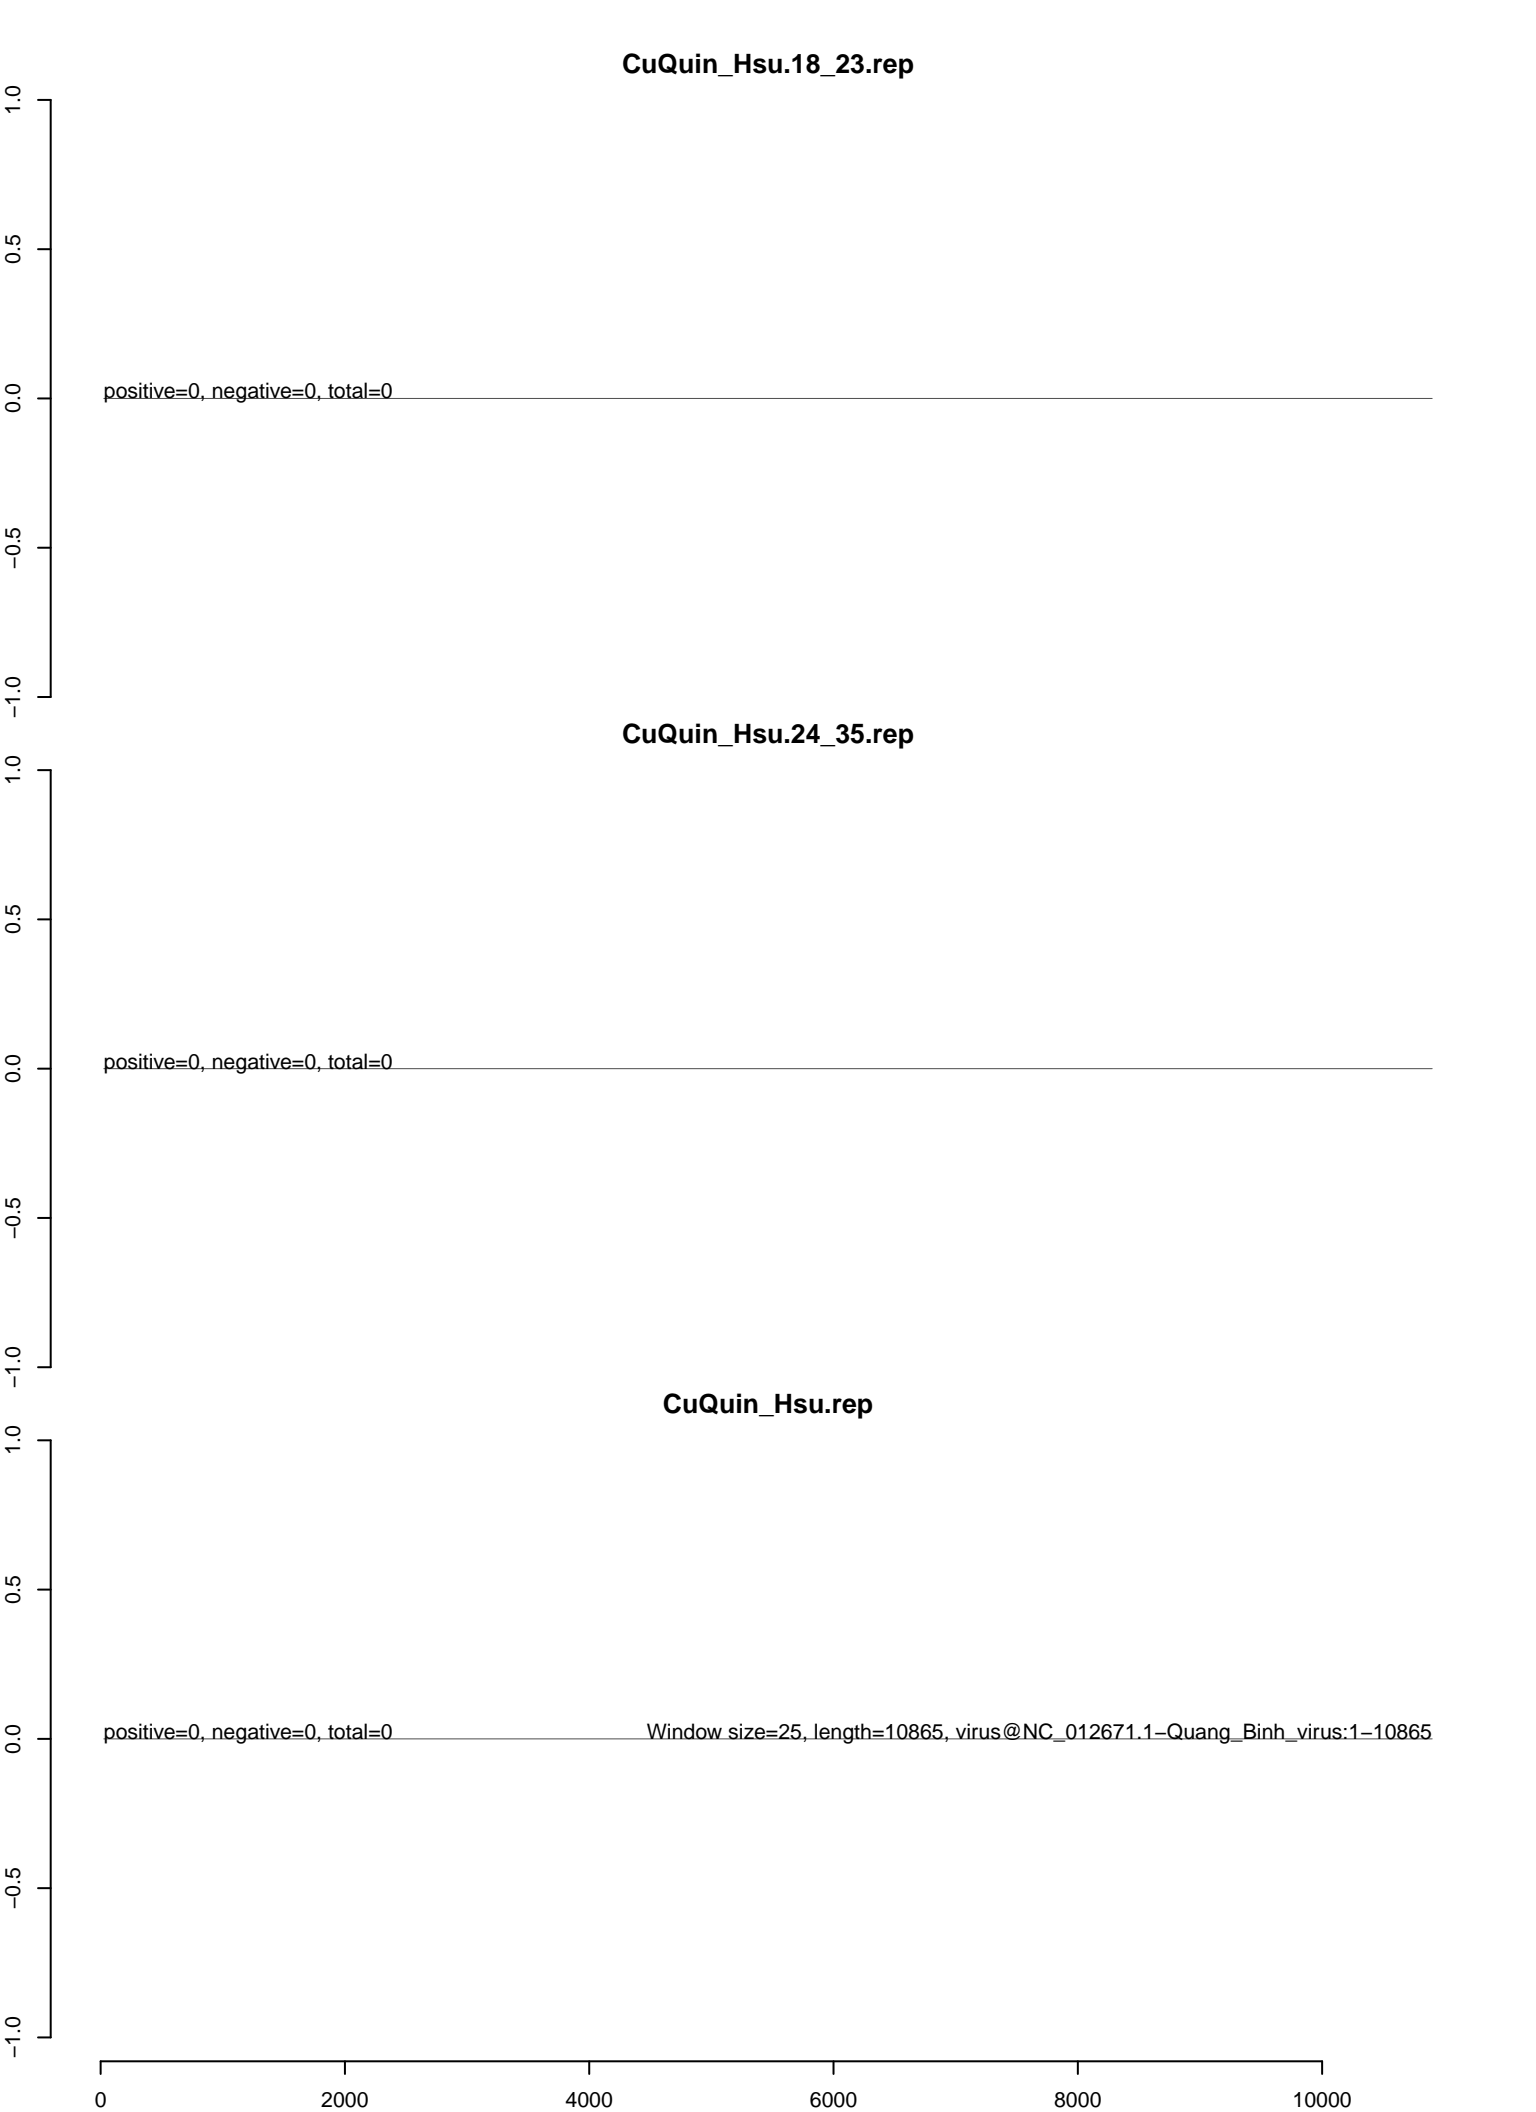 CuQuin_Hsu.18_23.rep
1.0
0.5
0.0
−0.5
−1.0
positive=0, negative=0, total=0
CuQuin_Hsu.24_35.rep
1.0
0.5
0.0
−0.5
−1.0
positive=0, negative=0, total=0
CuQuin_Hsu.rep
1.0
0.5
0.0
−0.5
−1.0
positive=0, negative=0, total=0
Window size=25, length=10865, virus@NC_012671.1−Quang_Binh_virus:1−10865
0 2000 4000 6000 8000 10000